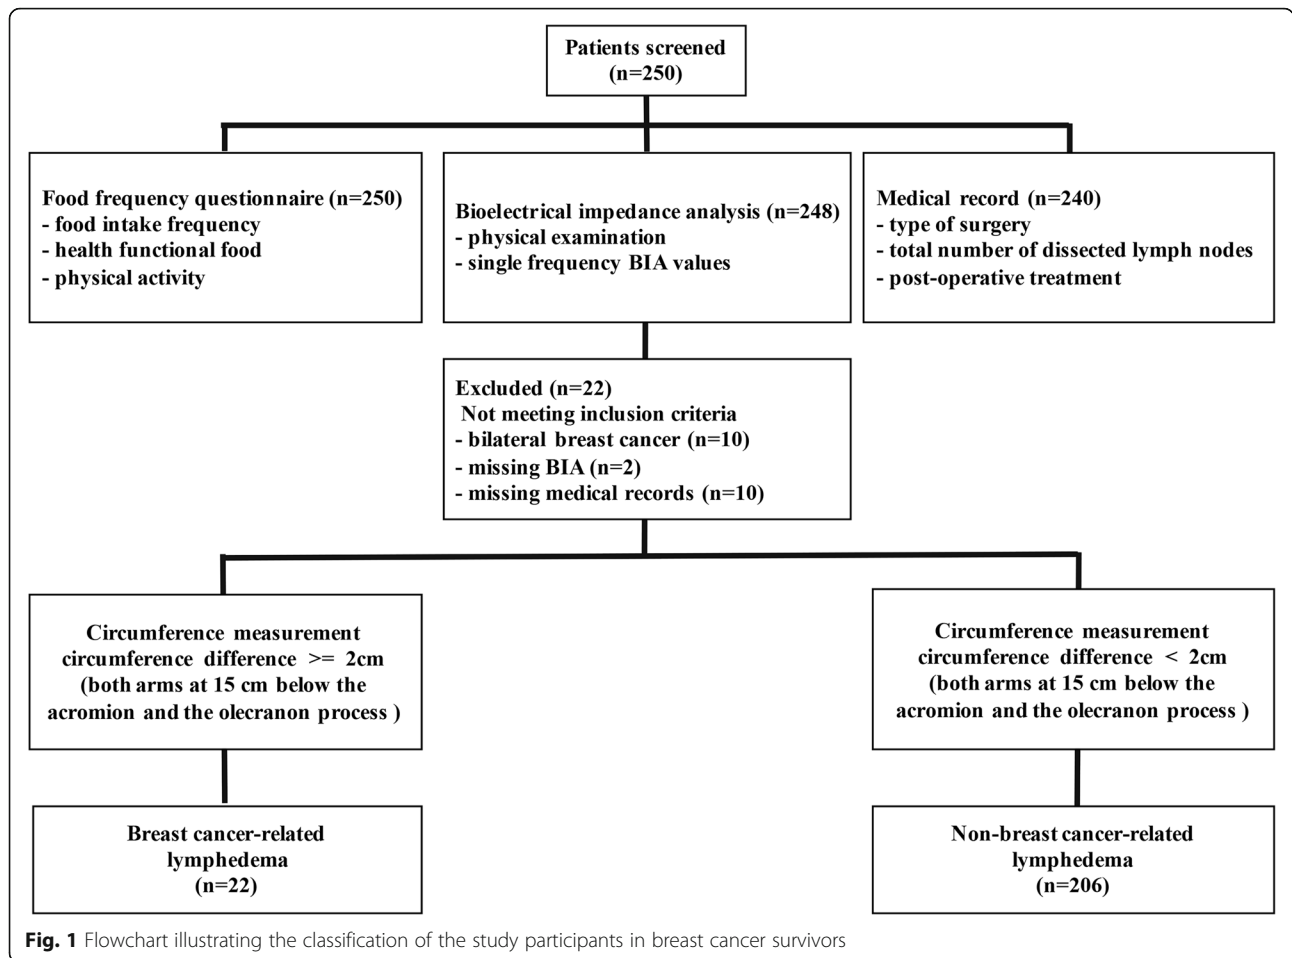 Patients screened
(n=250)
Food frequency questionnaire (n=250)
- food intake frequency
- health functional food
- physical activity
Bioelectrical impedance analysis (n=248)
- physical examination
- single frequency BIA values
Medical record (n=240)
- type of surgery
- total number of dissected lymph nodes
- post-operative treatment
Excluded (n=22)
Not meeting inclusion criteria
- bilateral breast cancer (n=10)
- missing BIA (n=2)
- missing medical records (n=10)
Circumference measurement
circumference difference >= 2cm
(both arms at 15 cm below the
acromion and the olecranon process )
Circumference measurement
circumference difference < 2cm
(both arms at 15 cm below the
acromion and the olecranon process )
Breast cancer-related
lymphedema
(n=22)
Non-breast cancer-related
lymphedema
(n=206)
Fig. 1 Flowchart illustrating the classification of the study participants in breast cancer survivors